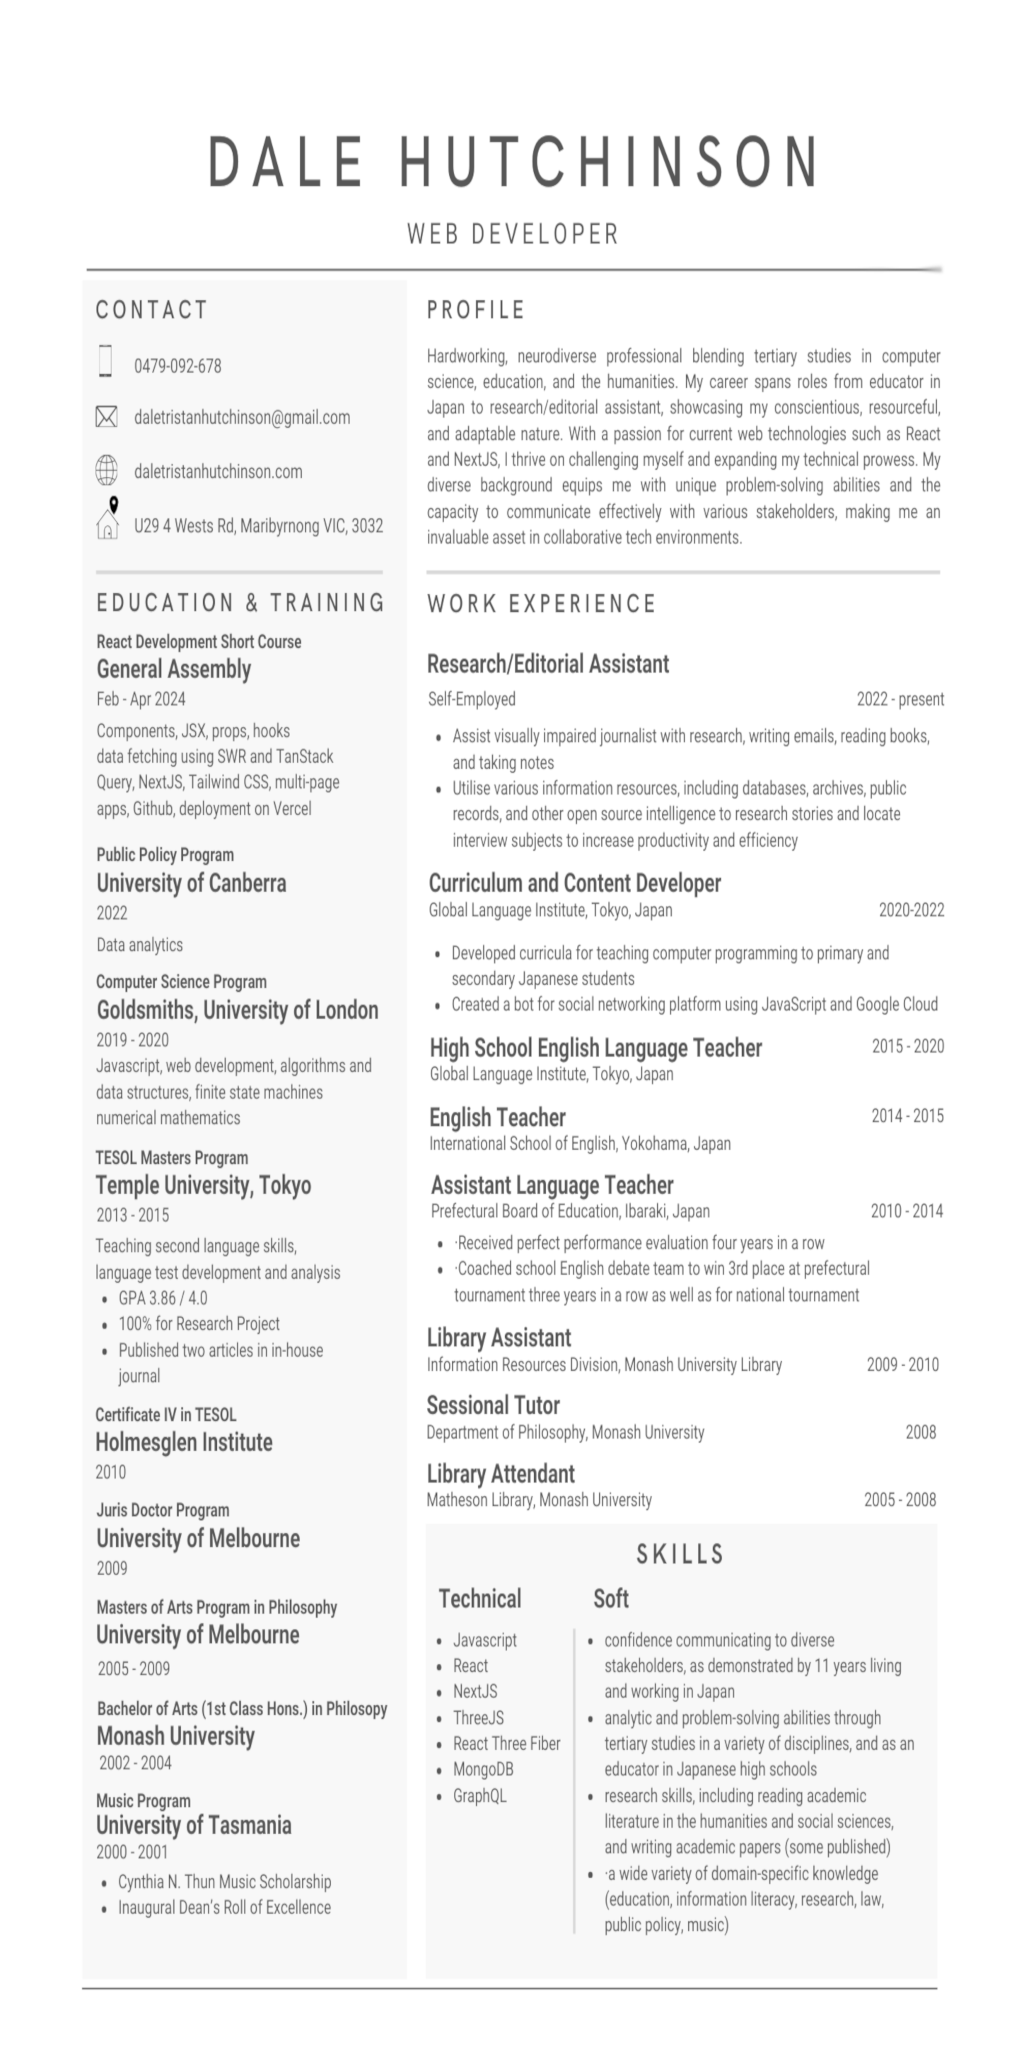 DALE HUTCHINSON
WEB DEVELOPER
CONTACT
0479-092-678
daletristanhutchinson@gmail.com
daletristanhutchinson.com
U29 4 Wests Rd, Maribyrnong VIC, 3032
EDUCATION & TRAINING
React Development Short Course
General Assembly
Feb - Apr 2024
Components, JSX, props, hooks
data fetching using SWR and TanStack
Query, NextJS, Tailwind CSS, multi-page
apps, Github, deployment on Vercel
Public Policy Program
University of Canberra
2022
Data analytics
Computer Science Program
Goldsmiths, University of London
2019 - 2020
Javascript, web development, algorithms and
data structures, finite state machines
numerical mathematics
TESOL Masters Program
Temple University, Tokyo
2013 - 2015
Teaching second language skills,
language test development and analysis
• GPA 3.86 / 4.0
• 100% for Research Project
• Published two articles in in-house
journal
Certificate IV in TESOL
Holmesglen Institute
2010
Juris Doctor Program
University of Melbourne
2009
Masters of Arts Program in Philosophy
University of Melbourne
2005 - 2009
Bachelor of Arts (1st Class Hons.) in Philosopy
Monash University
2002 - 2004
Music Program
University of Tasmania
2000 - 2001
• Cynthia N. Thun Music Scholarship
• Inaugural Dean's Roll of Excellence
PROFILE
Hardworking, neurodiverse professional blending tertiary studies in computer
science, education, and the humanities. My career spans roles from educator in
Japan to research/editorial assistant, showcasing my conscientious, resourceful,
and adaptable nature. With a passion for current web technologies such as React
and NextJS, I thrive on challenging myself and expanding my technical prowess. My
diverse background equips me with unique problem-solving abilities and the
capacity to communicate effectively with various stakeholders, making me an
invaluable asset in collaborative tech environments.
WORK EXPERIENCE
Research/Editorial Assistant
Self-Employed 2022 - present
• Assist visually impaired journalist with research, writing emails, reading books,
and taking notes
• Utilise various information resources, including databases, archives, public
records, and other open source intelligence to research stories and locate
interview subjects to increase productivity and efficiency
Curriculum and Content Developer
Global Language Institute, Tokyo, Japan 2020-2022
• Developed curricula for teaching computer programming to primary and
secondary Japanese students
• Created a bot for social networking platform using JavaScript and Google Cloud
High School English Language Teacher 2015 - 2020
Global Language Institute, Tokyo, Japan
English Teacher 2014 - 2015
International School of English, Yokohama, Japan
Assistant Language Teacher
Prefectural Board of Education, Ibaraki, Japan 2010 - 2014
• ·Received perfect performance evaluation four years in a row
• ·Coached school English debate team to win 3rd place at prefectural
tournament three years in a row as well as for national tournament
Library Assistant
Information Resources Division, Monash University Library 2009 - 2010
Sessional Tutor
Department of Philosophy, Monash University 2008
Library Attendant
Matheson Library, Monash University 2005 - 2008
SKILLS
Technical
• Javascript
• React
• NextJS
• ThreeJS
• React Three Fiber
• MongoDB
• GraphQL
Soft
• confidence communicating to diverse
stakeholders, as demonstrated by 11 years living
and working in Japan
• analytic and problem-solving abilities through
tertiary studies in a variety of disciplines, and as an
educator in Japanese high schools
• research skills, including reading academic
literature in the humanities and social sciences,
and writing academic papers (some published)
• ·a wide variety of domain-specific knowledge
(education, information literacy, research, law,
public policy, music)